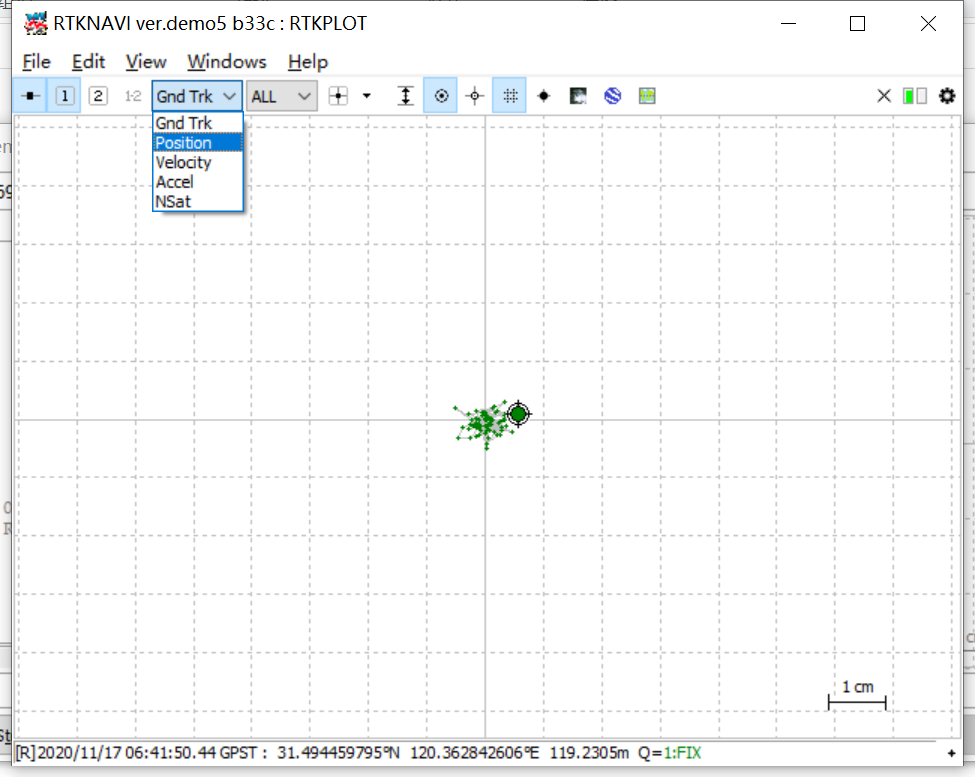 RTKNAVI ver.demo5 b33c : RTKPLOT
File Edit View Windows Help
1 2 1-2 Gnd Trk ALL
Gnd Trk
Position
Velocity
Accel
NSat
1 cm
[R]2020/11/17 06:41:50.44 GPST : 31.494459795°N 120.362842606°E 119.2305m Q=1:FIX